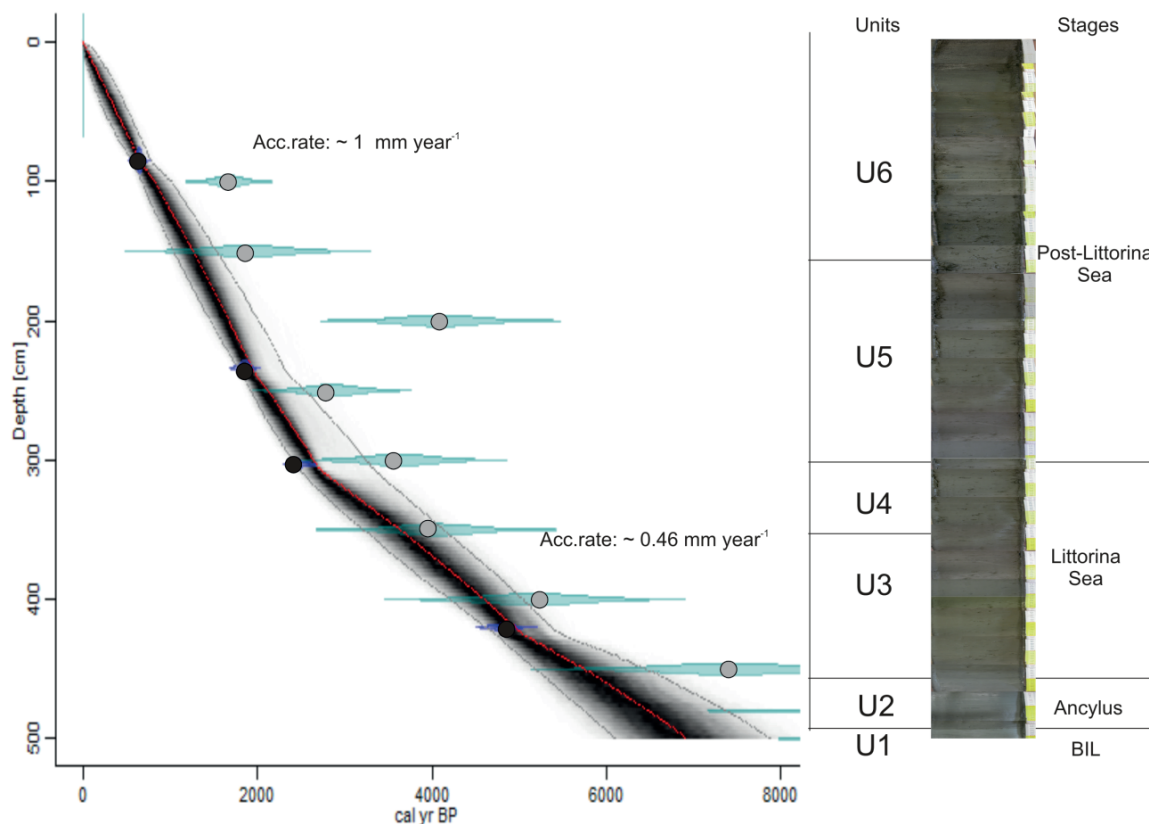 Units
Stages
0
100
200
300
400
500
Depth [cm]
Acc.rate: ~ 1 mm year⁻¹
Acc.rate: ~ 0.46 mm year⁻¹
0
2000
4000
6000
8000
cal yr BP
U6
U5
U4
U3
U2
U1
Post-Littorina
Sea
Littorina
Sea
Ancylus
BIL